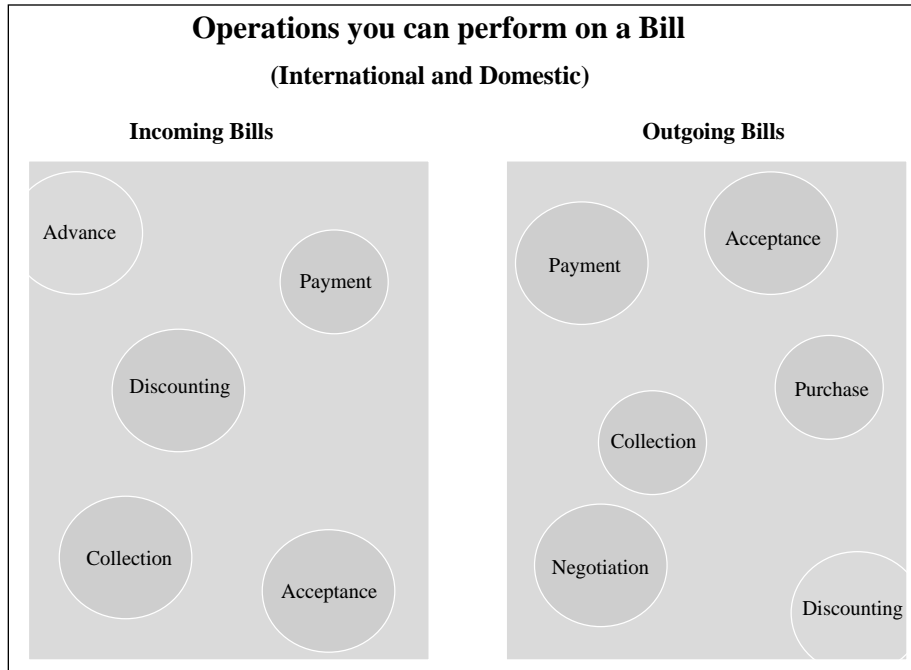 Operations you can perform on a Bill
(International and Domestic)
Incoming Bills
Advance
Payment
Discounting
Collection
Acceptance
Outgoing Bills
Payment
Acceptance
Purchase
Collection
Negotiation
Discounting